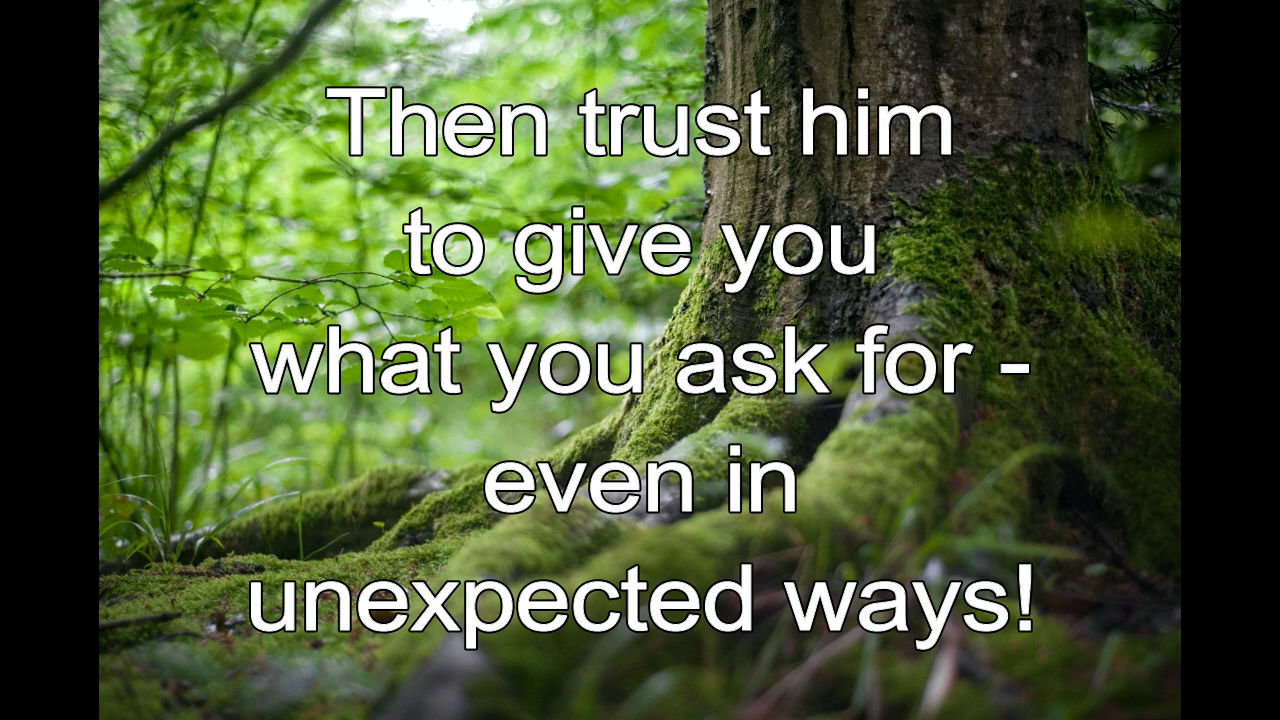 Then trust him
to give you
what you ask for -
even in
unexpected ways!